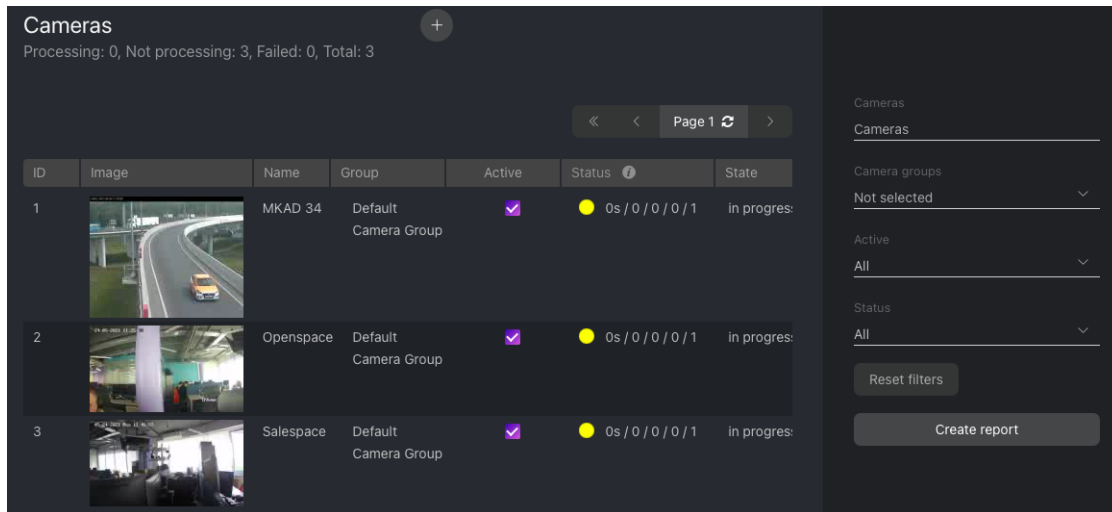 Cameras
Processing: 0, Not processing: 3, Failed: 0, Total: 3
Page 1
ID Image Name Group Active Status State
1 MKAD 34 Default Camera Group 0s / 0 / 0 / 0 / 1 in progres
2 Openspace Default Camera Group 0s / 0 / 0 / 0 / 1 in progres
3 Salespace Default Camera Group 0s / 0 / 0 / 0 / 1 in progres
Cameras
Cameras
Camera groups
Not selected
Active
All
Status
All
Reset filters
Create report